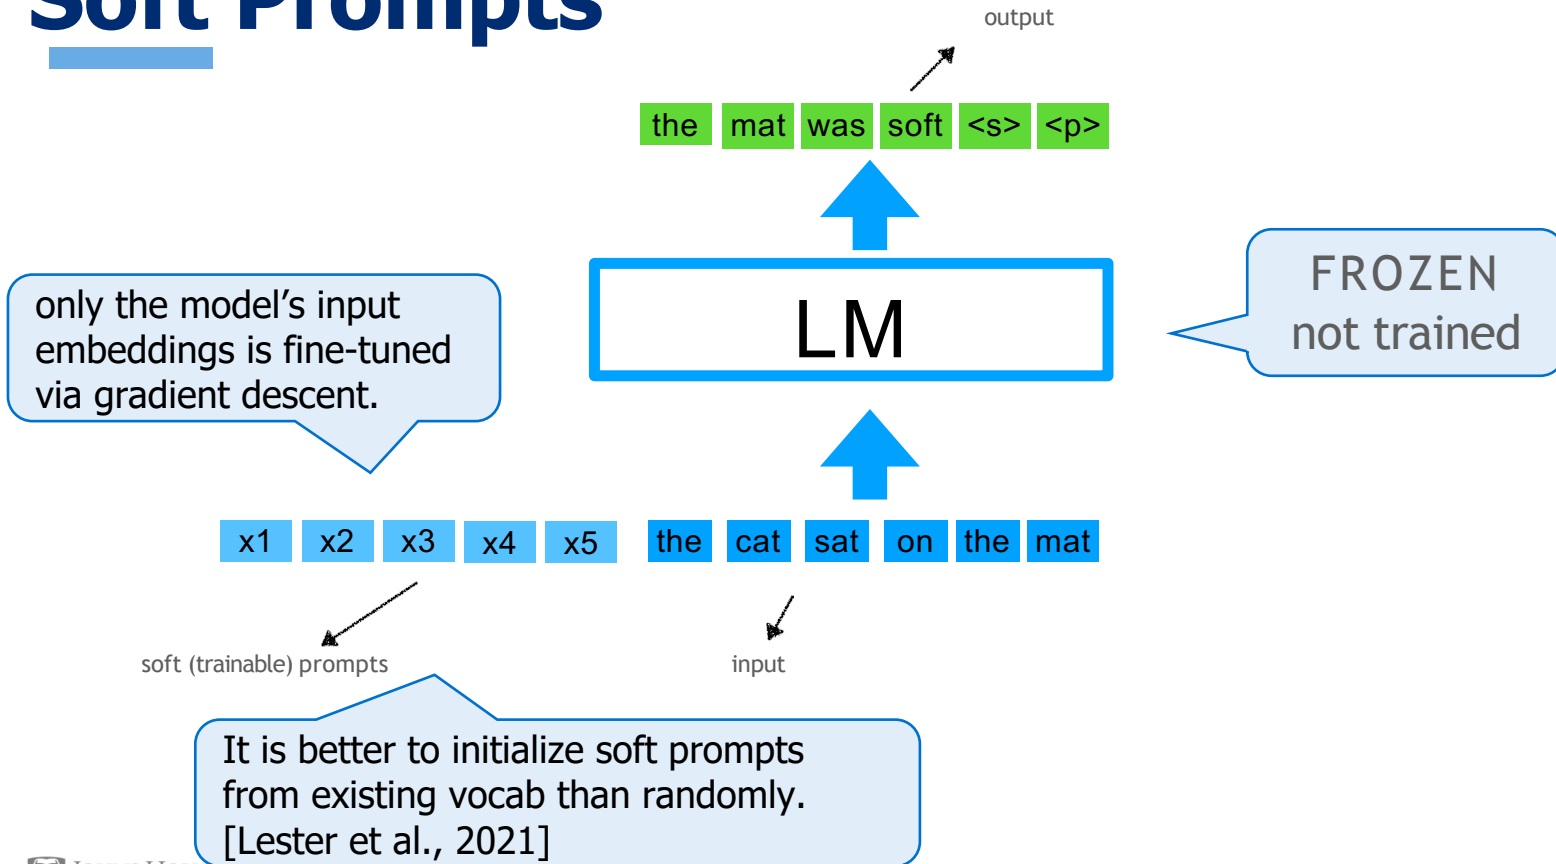 Soft Prompts
output
the mat was soft <s> <p>
FROZEN
not trained
only the model’s input
embeddings is fine-tuned
via gradient descent.
LM
x1 x2 x3 x4 x5 the cat sat on the mat
soft (trainable) prompts
input
It is better to initialize soft prompts
from existing vocab than randomly.
[Lester et al., 2021]